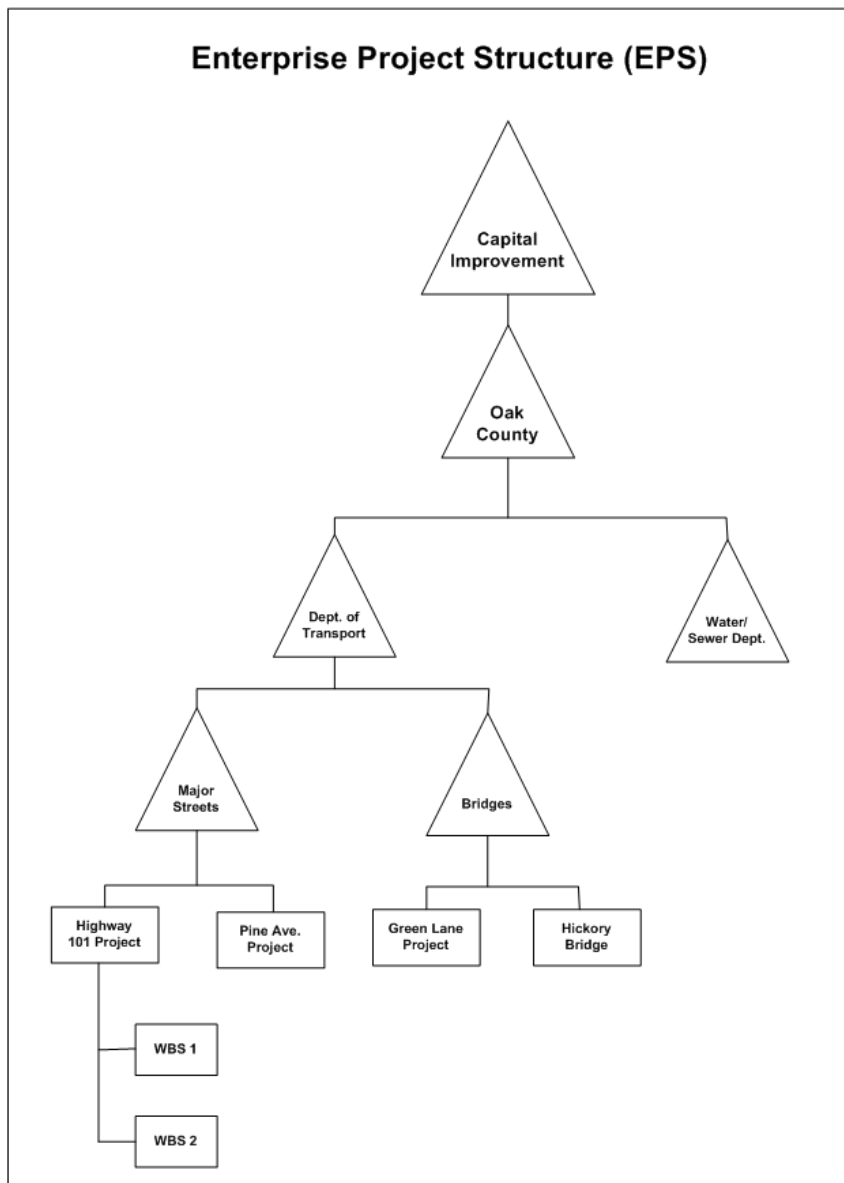 Enterprise Project Structure (EPS)
Capital
Improvement
Oak
County
Dept. of
Transport
Water/
Sewer Dept.
Major
Streets
Bridges
Highway
101 Project
Pine Ave.
Project
Green Lane
Project
Hickory
Bridge
WBS 1
WBS 2